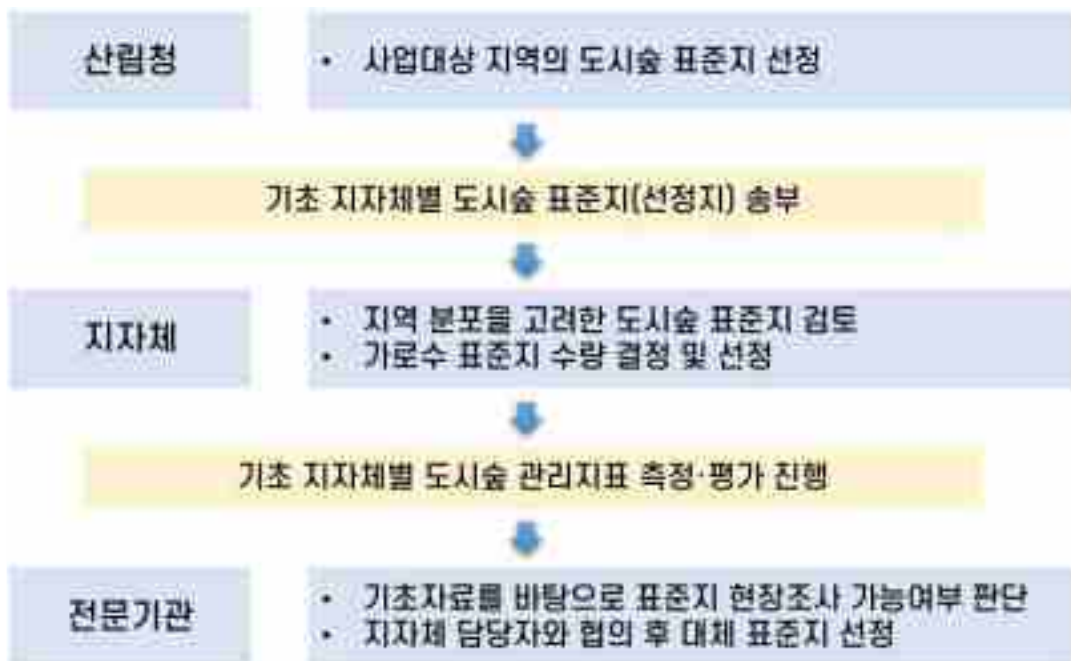 산림청
• 사업대상 지역의 도시숲 표준지 선정
기초 지자체별 도시숲 표준지(선정지) 송부
지자체
• 지역 분포을 고려한 도시숲 표준지 검토
• 가로수 표준지 수량 결정 및 선정
기초 지자체별 도시숲 관리지표 측정·평가 진행
전문기관
• 기초자료를 바탕으로 표준지 현장조사 가능여부 판단
• 지자체 담당자와 협의 후 대체 표준지 선정